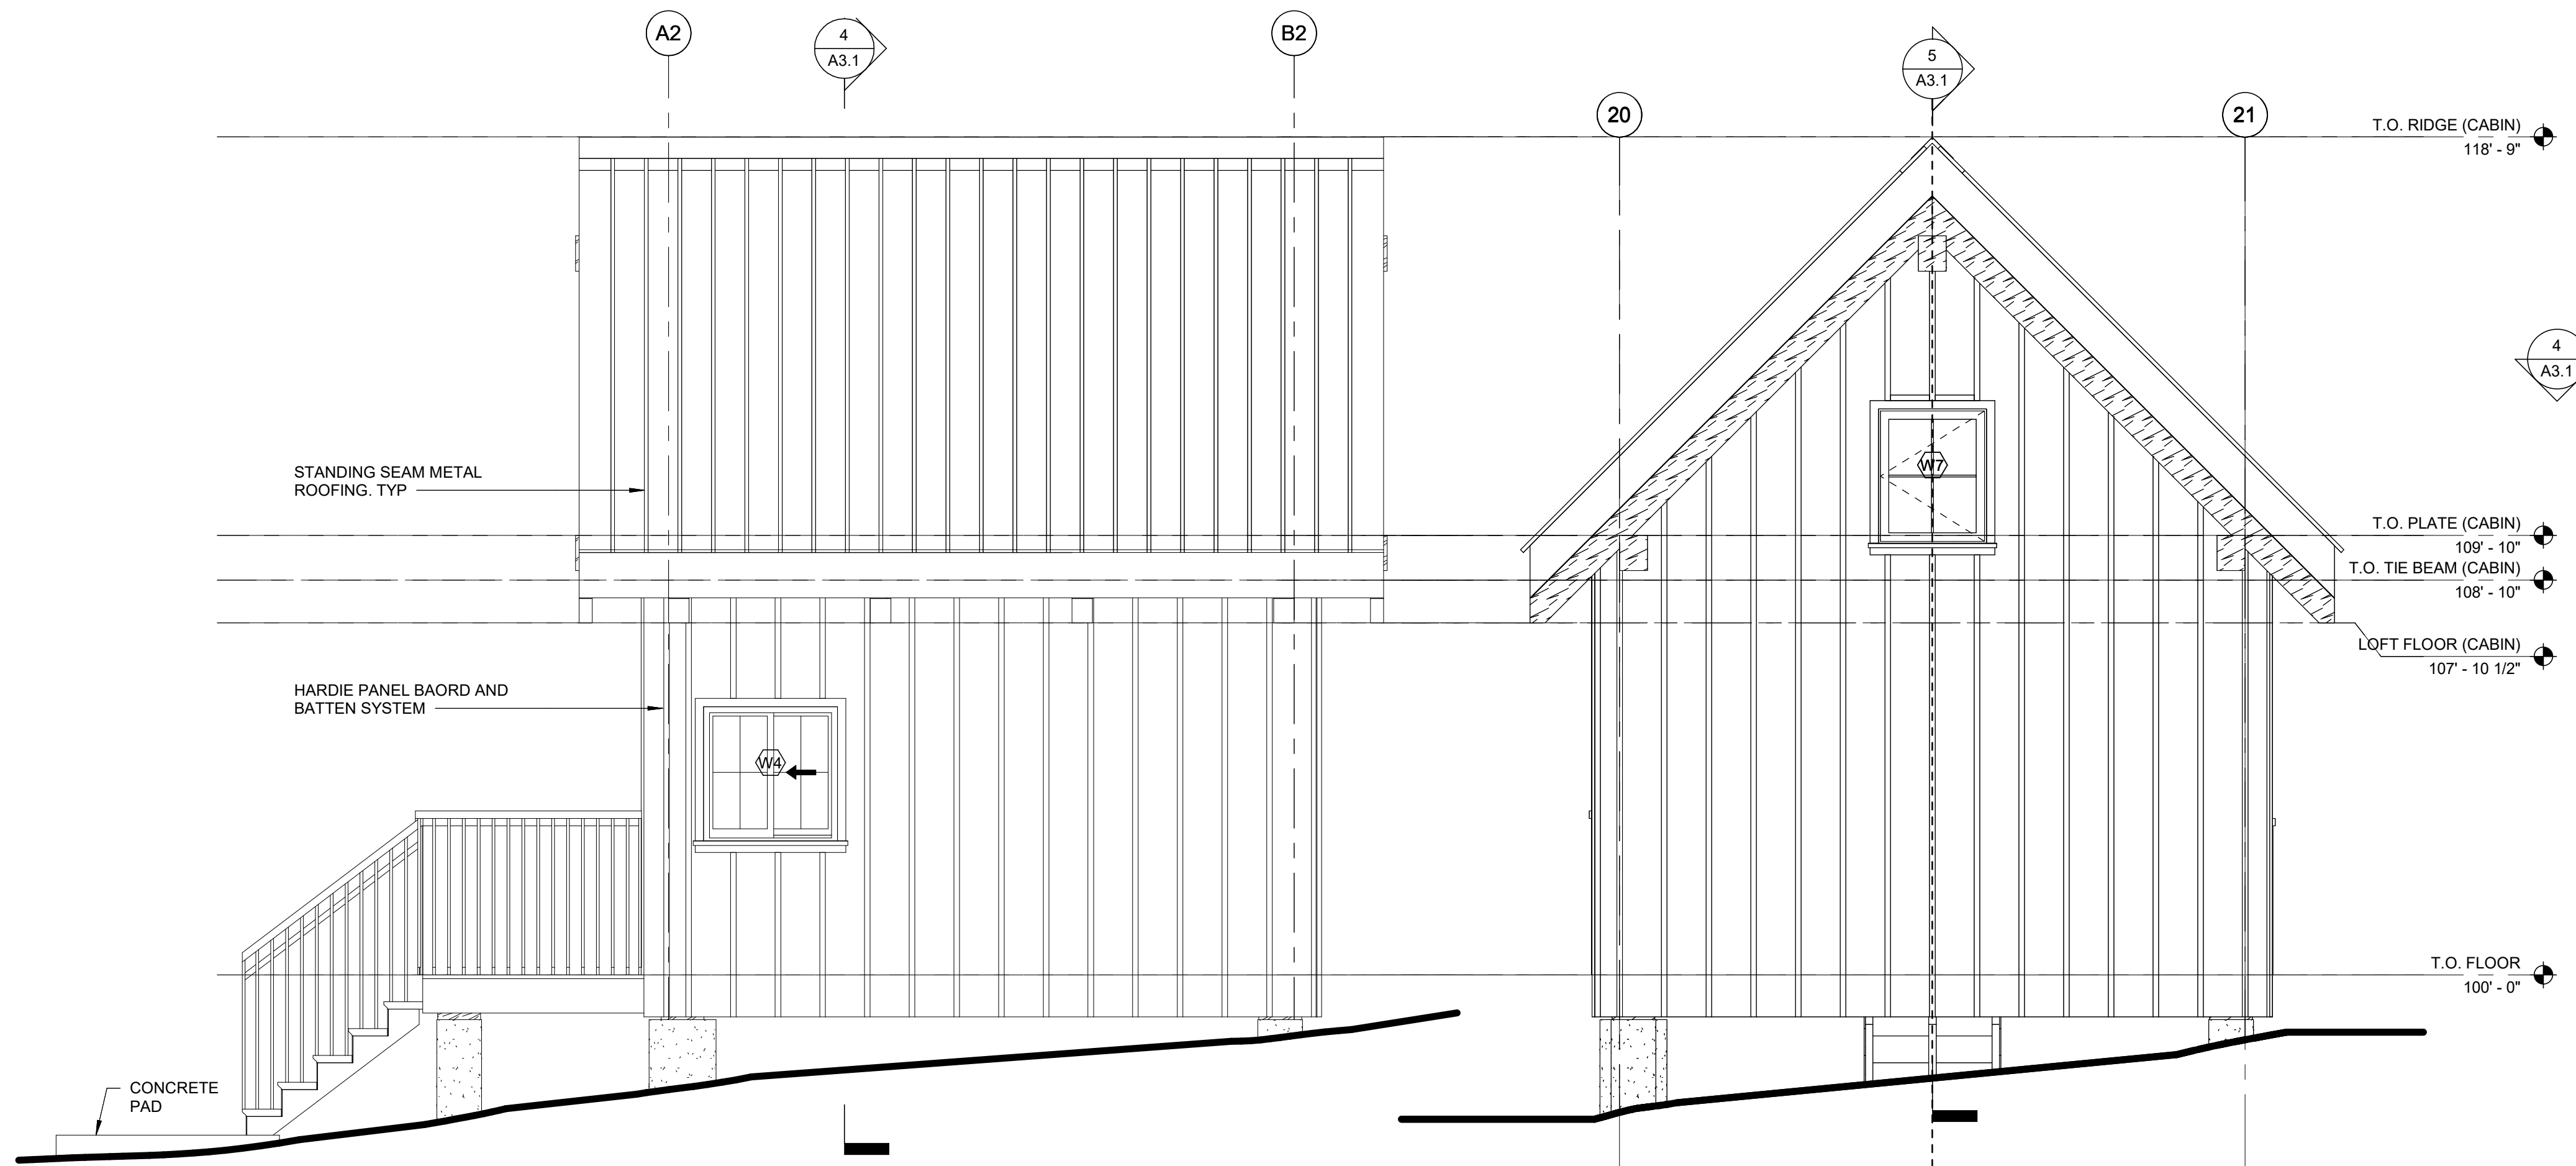 A2
4
A3.1
B2
5
A3.1
20
21
T.O. RIDGE (CABIN)
118' - 9"
4
A3.1
STANDING SEAM METAL
ROOFING. TYP
W7
T.O. PLATE (CABIN)
109' - 10"
T.O. TIE BEAM (CABIN)
108' - 10"
LOFT FLOOR (CABIN)
107' - 10 1/2"
HARDIE PANEL BAORD AND
BATTEN SYSTEM
W4
T.O. FLOOR
100' - 0"
CONCRETE
PAD